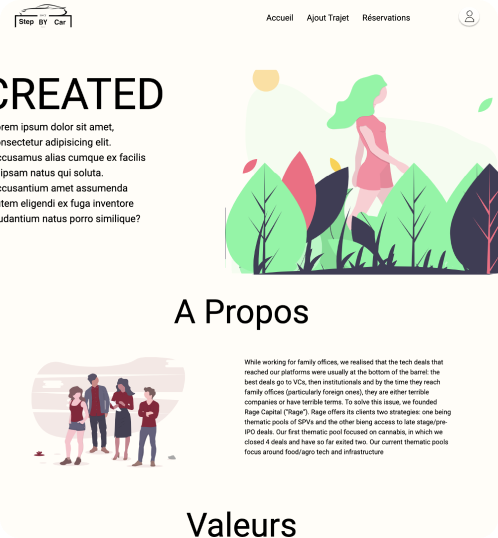 Step BY Car
Accueil Ajout Trajet Réservations
CREATED
orem ipsum dolor sit amet,
onsectetur adipisicing elit.
ccusamus alias cumque ex facilis
ipsam natus qui soluta.
ccusantium amet assumenda
utem eligendi ex fuga inventore
udantium natus porro similique?
A Propos
While working for family offices, we realised that the tech deals that
reached our platforms were usually at the bottom of the barrel: the
best deals go to VCs, then institutionals and by the time they reach
family offices (particularly foreign ones), they are either terrible
companies or have terrible terms. To solve this issue, we founded
Rage Capital ("Rage"). Rage offers its clients two strategies: one being
thematic pools of SPVs and the other bieng access to late stage/pre-
IPO deals. Our first thematic pool focused on cannabis, in which we
closed 4 deals and have so far exited two. Our current thematic pools
focus around food/agro tech and infrastructure
Valeurs